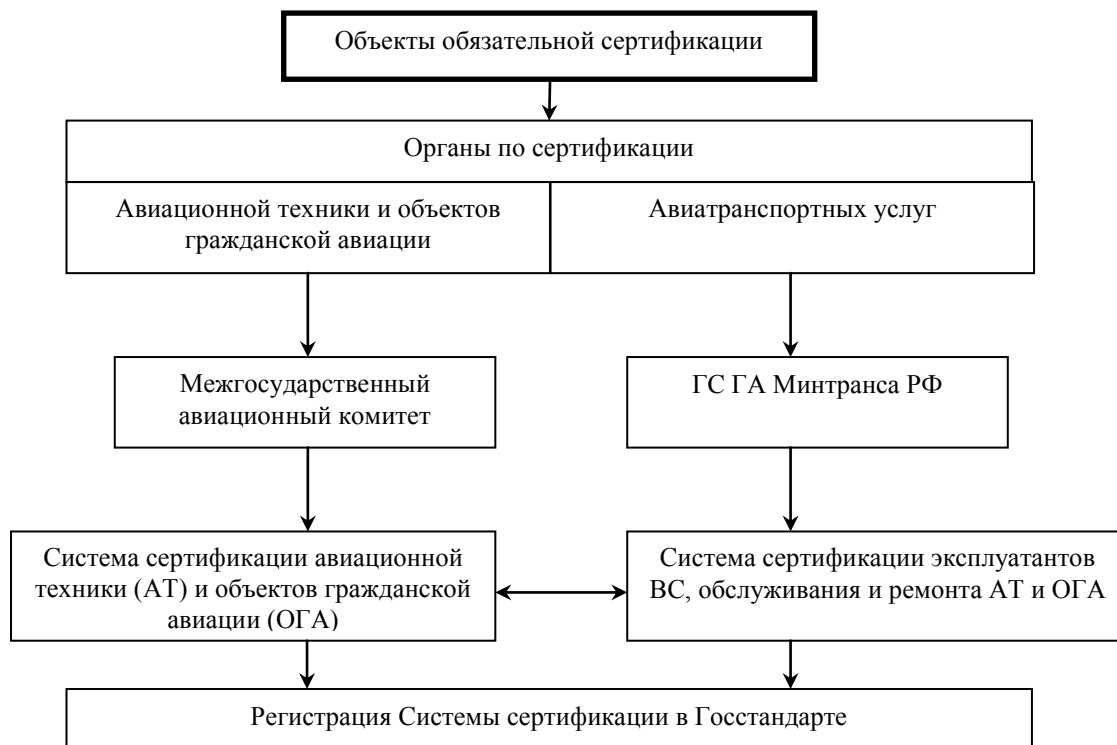 Объекты обязательной сертификации
Органы по сертификации
Авиационной техники и объектов
гражданской авиации
Авиатранспортных услуг
Межгосударственный
авиационный комитет
ГС ГА Минтранса РФ
Система сертификации авиационной
техники (АТ) и объектов гражданской
авиации (ОГА)
Система сертификации эксплуатантов
ВС, обслуживания и ремонта АТ и ОГА
Регистрация Системы сертификации в Госстандарте